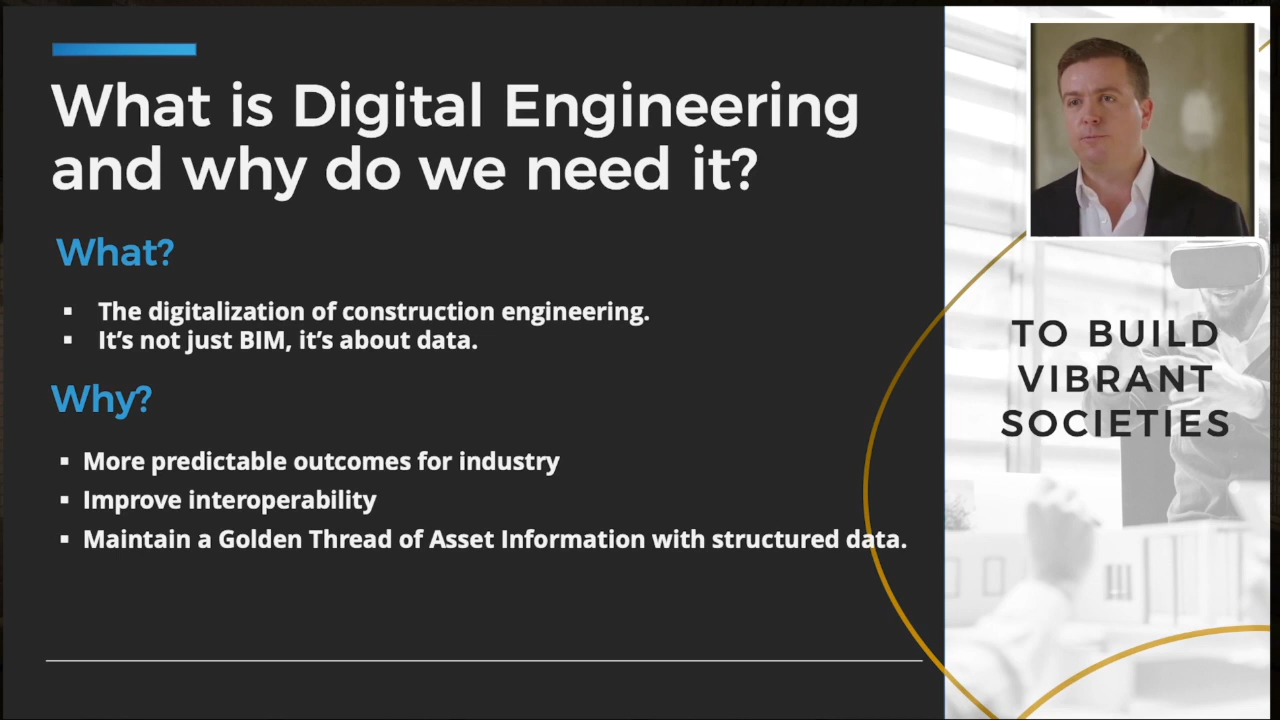 What is Digital Engineering
and why do we need it?
What?
▪ The digitalization of construction engineering.
▪ It’s not just BIM, it’s about data.
Why?
▪ More predictable outcomes for industry
▪ Improve interoperability
▪ Maintain a Golden Thread of Asset Information with structured data.
TO BUILD
VIBRANT
SOCIETIES